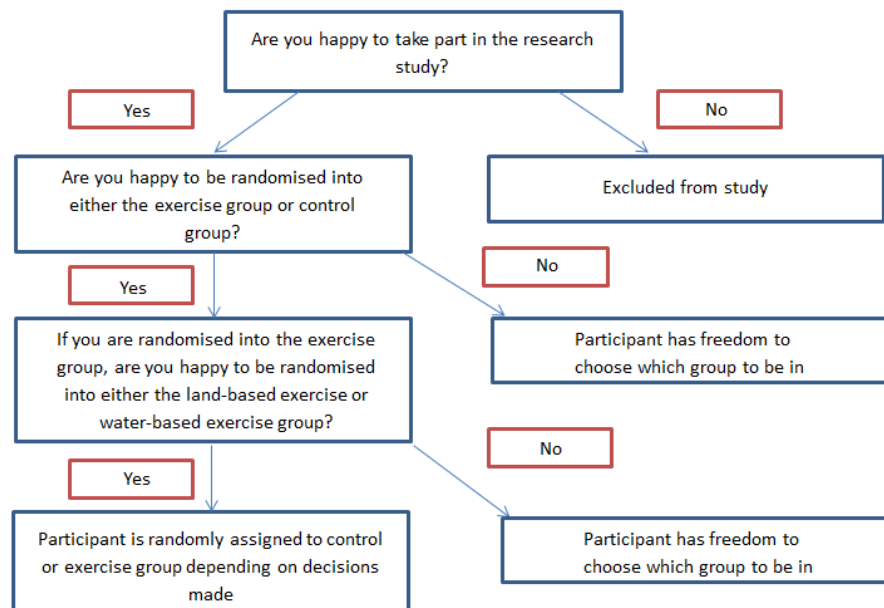 Are you happy to take part in the research
study?
Yes
No
Are you happy to be randomised into
either the exercise group or control
group?
Excluded from study
Yes
No
If you are randomised into the exercise
group, are you happy to be randomised
into either the land-based exercise or
water-based exercise group?
Participant has freedom to
choose which group to be in
Yes
No
Participant is randomly assigned to control
or exercise group depending on decisions
made
Participant has freedom to
choose which group to be in